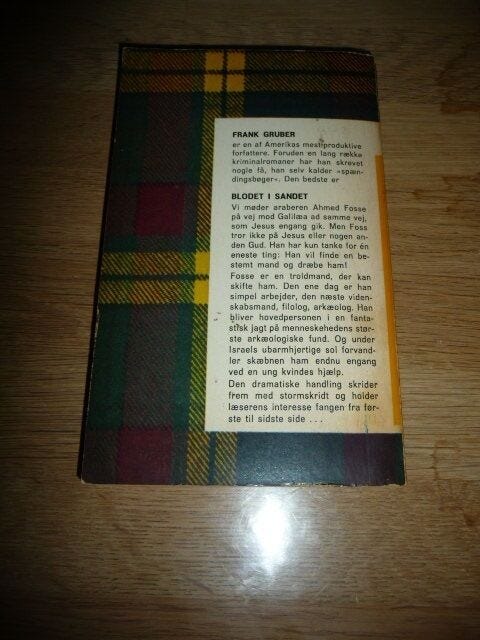 FRANK GRUBER
er en af Amerikas mest produktive
forfattere. Foruden en lang række
kriminalromaner har han skrevet
nogle få, han selv kalder »spæn-
dingsbøger«. Den bedste er
BLODET I SANDET
Vi møder araberen Ahmed Fosse
på vej mod Galilæa ad samme vej,
som Jesus engang gik. Men Foss
tror ikke på Jesus eller nogen an-
den Gud. Han har kun tanke for én
eneste ting: Han vil finde en be-
stemt mand og dræbe ham!
Fosse er en troldmand, der kan
skifte ham. Den ene dag er han
simpel arbejder, den næste viden-
skabsmand, filolog, arkæolog. Han
bliver hovedpersonen i en fanta-
stisk jagt på menneskehedens stør-
ste arkæologiske fund. Og under
Israels ubarmhjertige sol forvand-
ler skæbnen ham endnu engang
ved en ung kvindes hjælp.
Den dramatiske handling skrider
frem med stormskridt og holder
læserens interesse fangen fra før-
ste til sidste side . . .